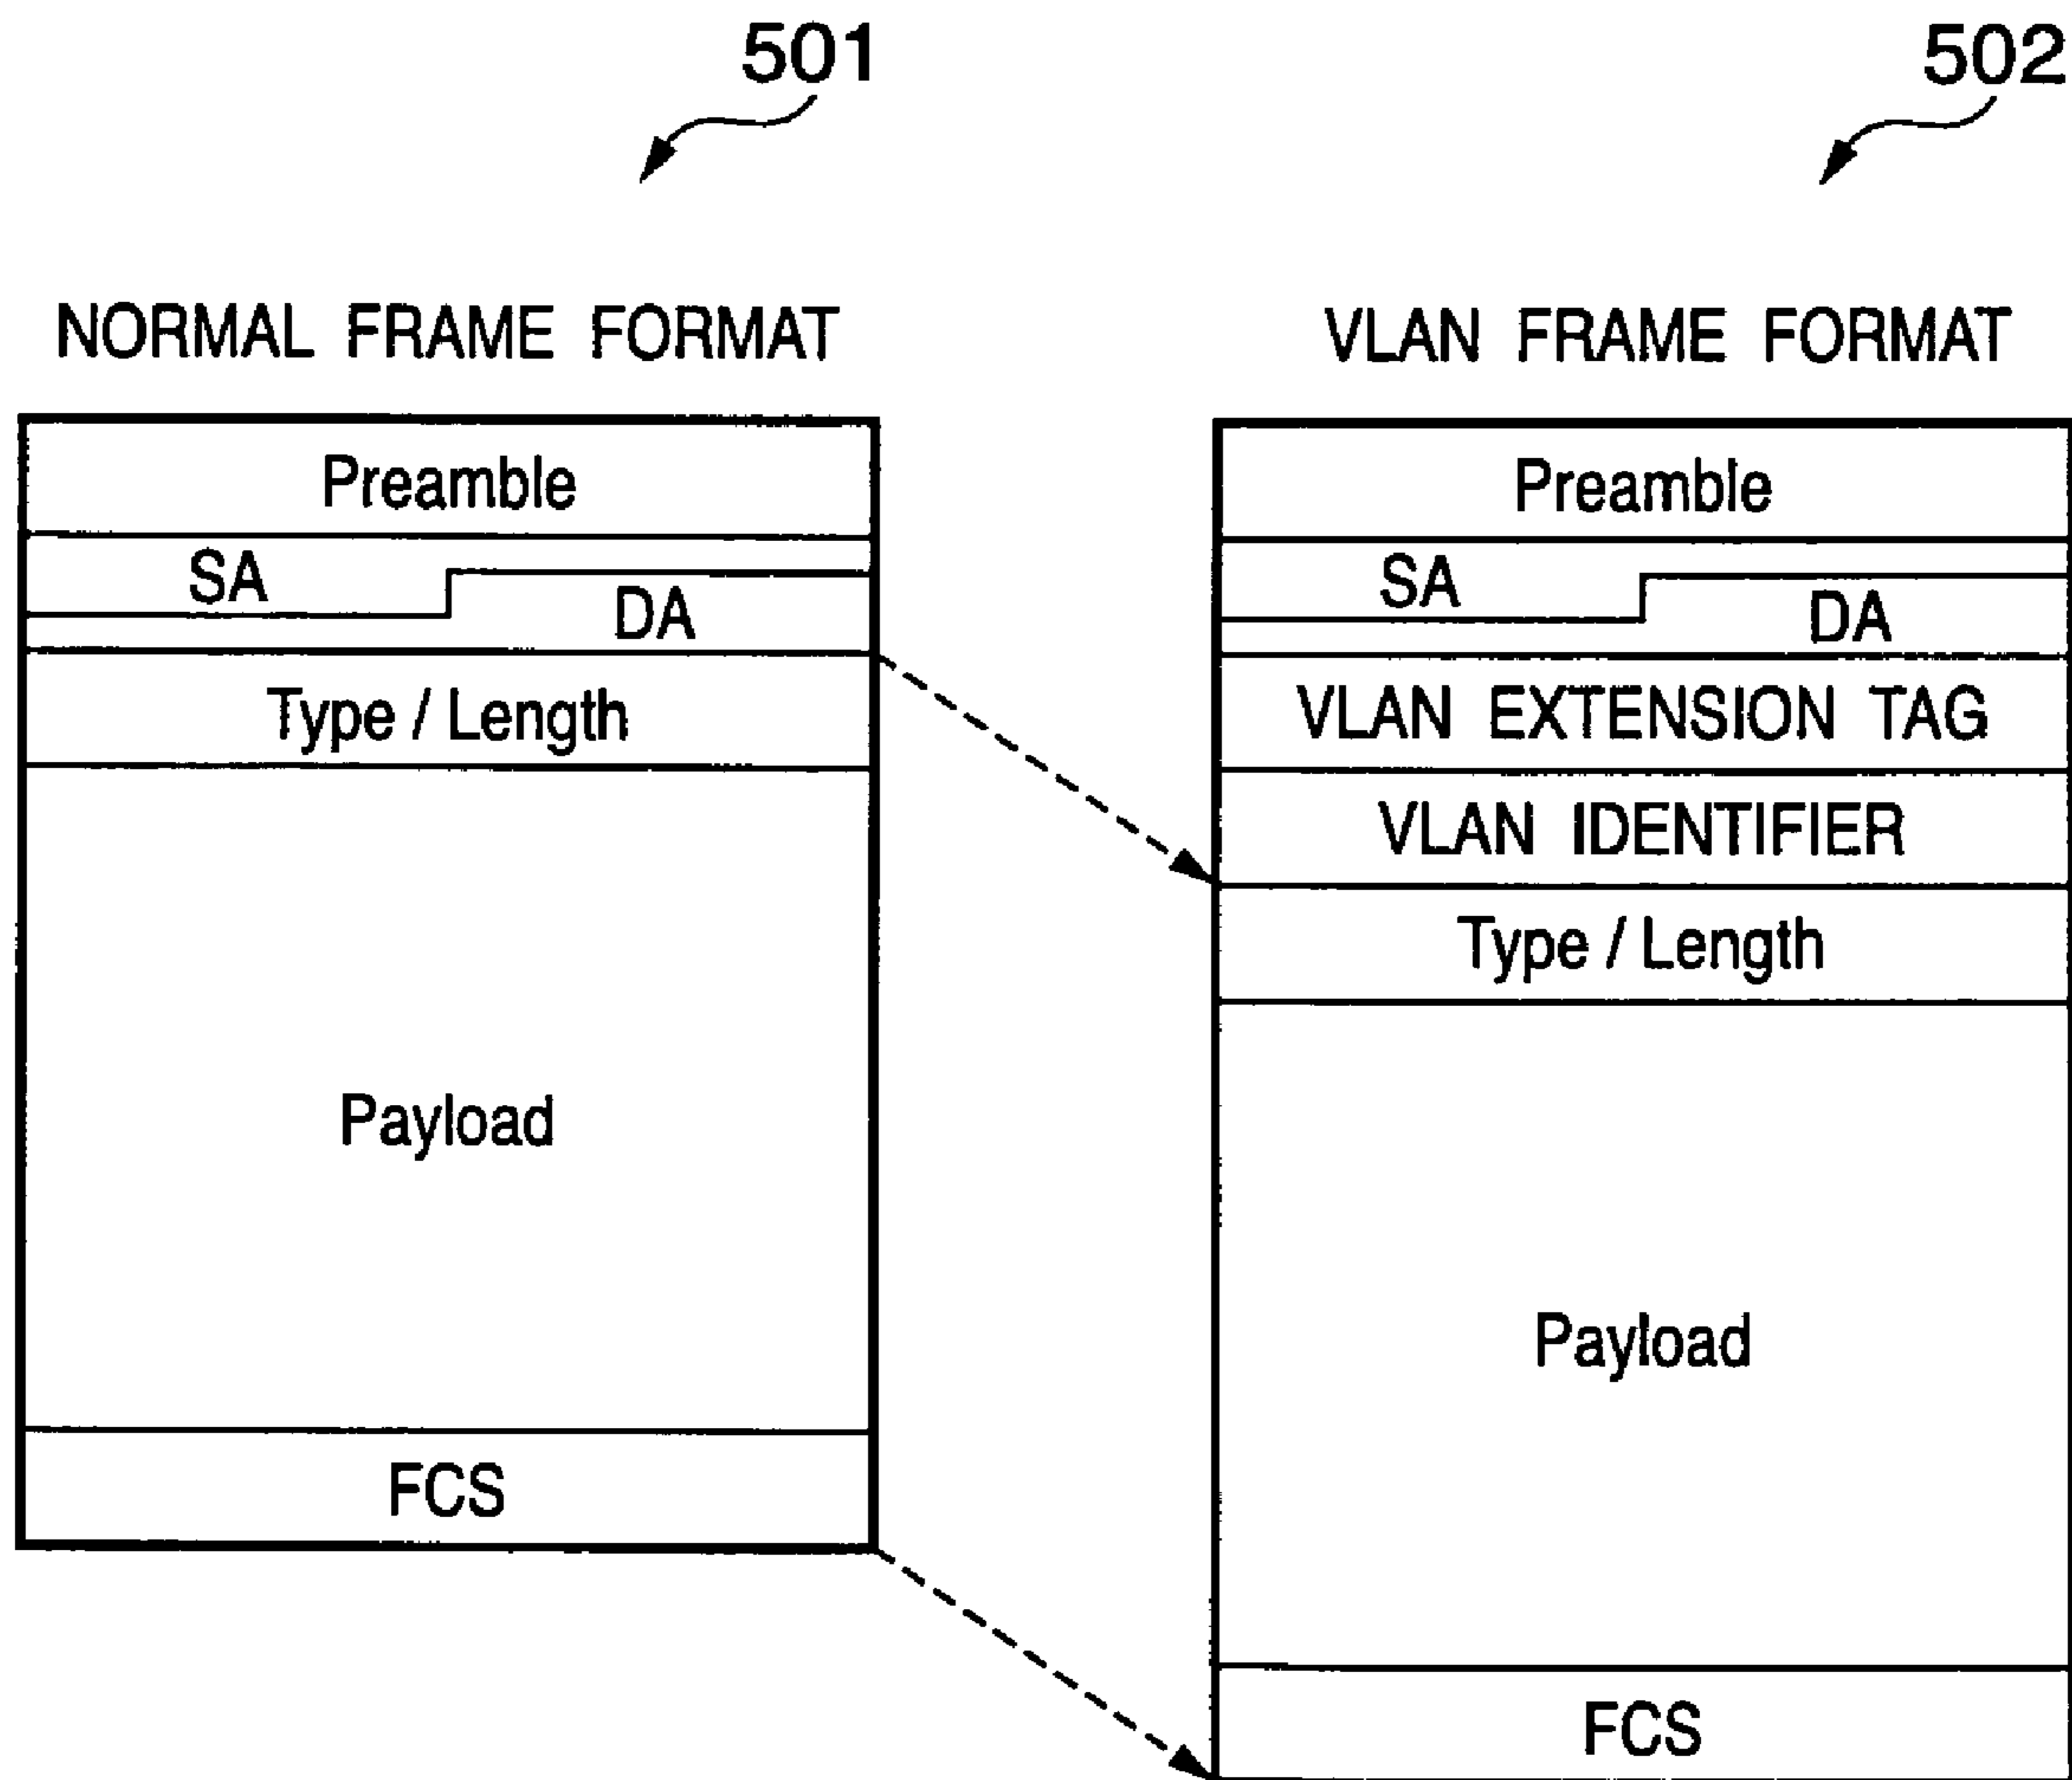 501
NORMAL FRAME FORMAT
Preamble
SA
DA
Type / Length
Payload
FCS
502
VLAN FRAME FORMAT
Preamble
SA
DA
VLAN EXTENSION TAG
VLAN IDENTIFIER
Type / Length
Payload
FCS